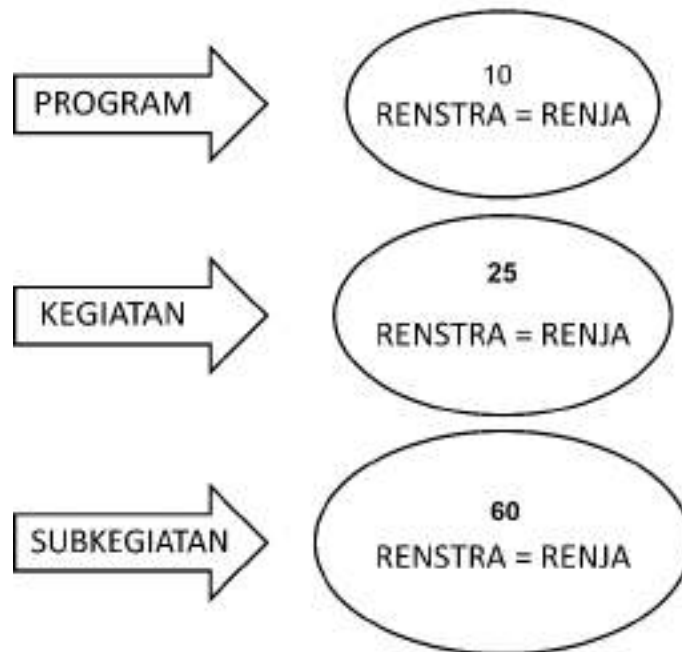 PROGRAM
10
RENSTRA = RENJA
KEGIATAN
25
RENSTRA = RENJA
SUBKEGIATAN
60
RENSTRA = RENJA